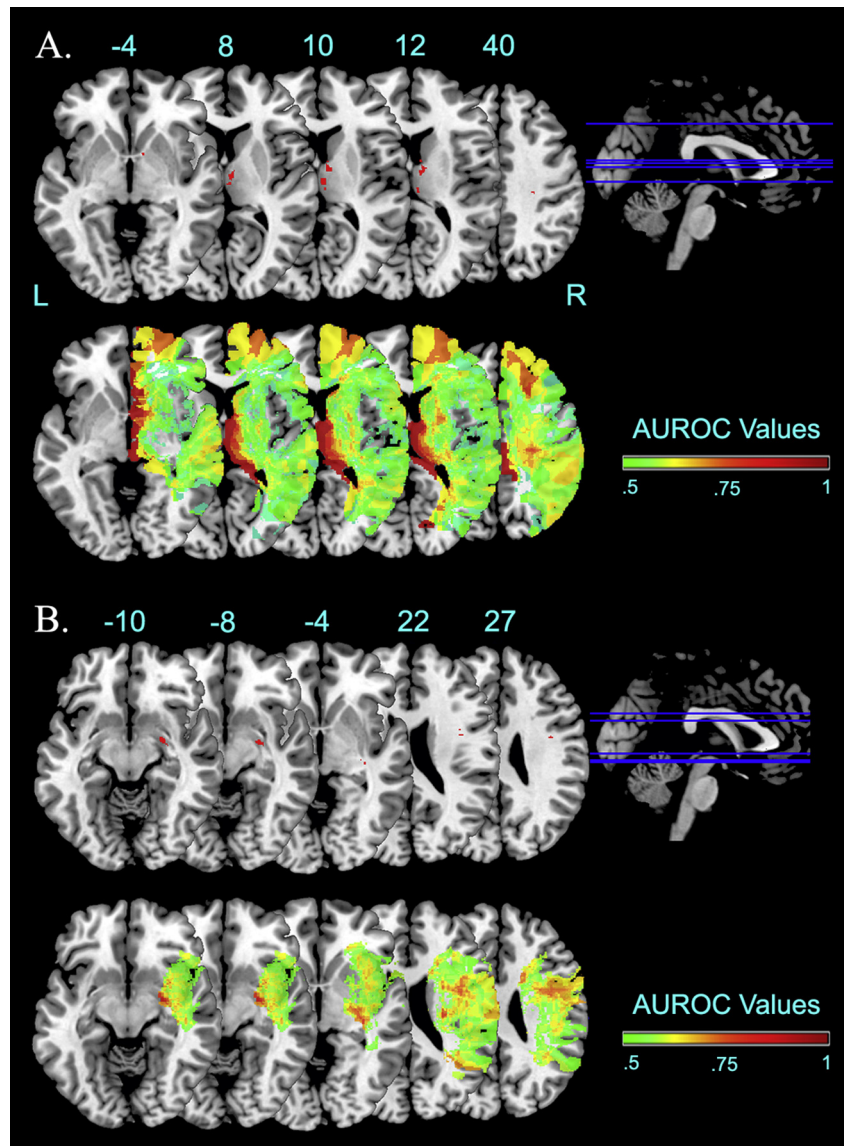 A.
-4 8 10 12 40
L R
AUROC Values
.5 .75 1
B.
-10 -8 -4 22 27
AUROC Values
.5 .75 1